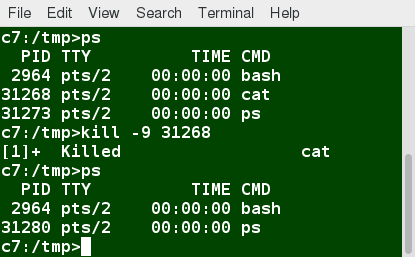 File Edit View Search Terminal Help
c7:/tmp>ps
  PID TTY          TIME CMD
 2964 pts/2    00:00:00 bash
31268 pts/2    00:00:00 cat
31273 pts/2    00:00:00 ps
c7:/tmp>kill -9 31268
[1]+  Killed                  cat
c7:/tmp>ps
  PID TTY          TIME CMD
 2964 pts/2    00:00:00 bash
31280 pts/2    00:00:00 ps
c7:/tmp>